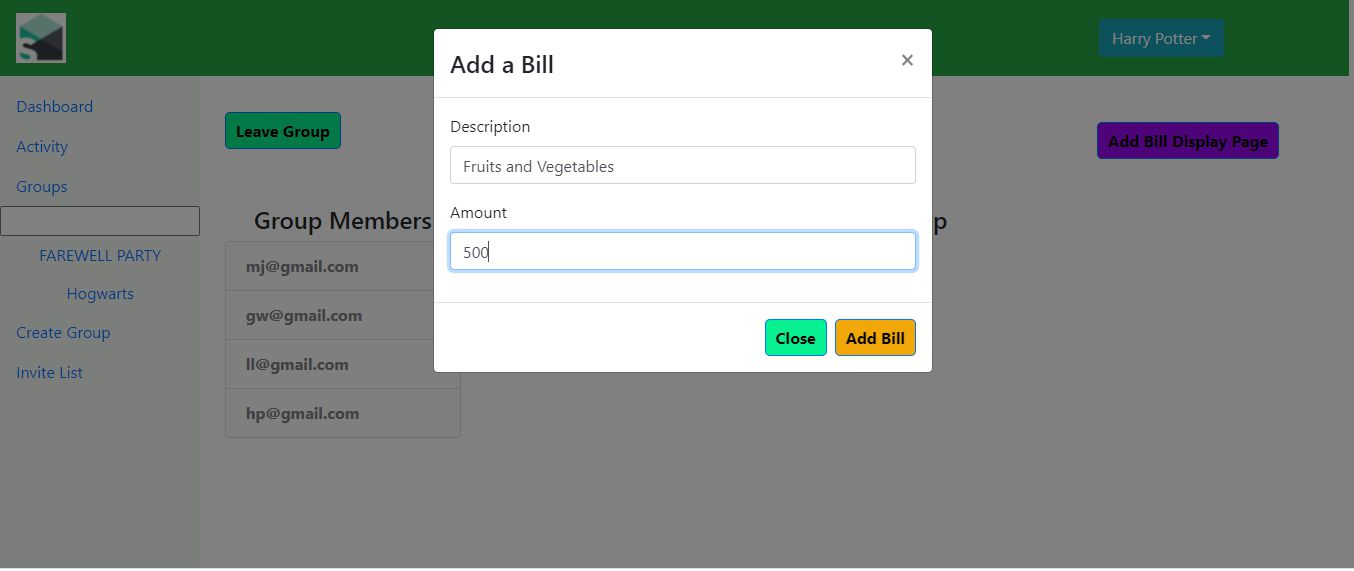 Harry Potter
Add a Bill
×
Dashboard
Activity
Groups
FAREWELL PARTY
Hogwarts
Create Group
Invite List
Leave Group
Add Bill Display Page
Group Members
mj@gmail.com
gw@gmail.com
ll@gmail.com
hp@gmail.com
Description
Fruits and Vegetables
Amount
500
Close
Add Bill